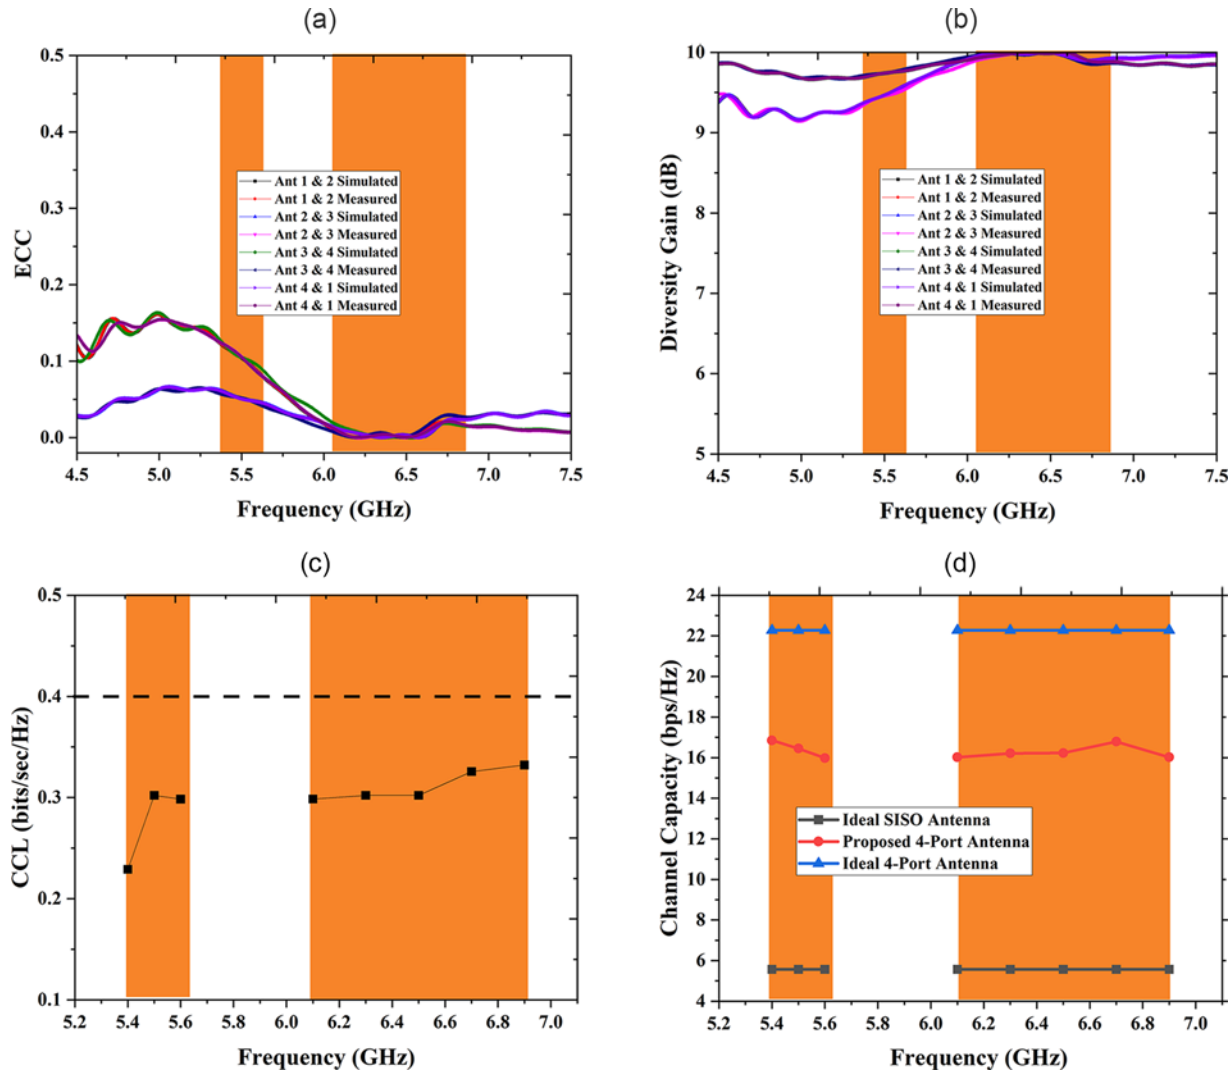 (a)
0.5
0.4
0.3
0.2
0.1
0.0
ECC
Ant 1 & 2 Simulated
Ant 1 & 2 Measured
Ant 2 & 3 Simulated
Ant 2 & 3 Measured
Ant 3 & 4 Simulated
Ant 3 & 4 Measured
Ant 4 & 1 Simulated
Ant 4 & 1 Measured
4.5 5.0 5.5 6.0 6.5 7.0 7.5
Frequency (GHz)
(b)
10
9
8
7
6
5
Diversity Gain (dB)
Ant 1 & 2 Simulated
Ant 1 & 2 Measured
Ant 2 & 3 Simulated
Ant 2 & 3 Measured
Ant 3 & 4 Simulated
Ant 3 & 4 Measured
Ant 4 & 1 Simulated
Ant 4 & 1 Measured
4.5 5.0 5.5 6.0 6.5 7.0 7.5
Frequency (GHz)
(c)
0.5
0.4
0.3
0.2
0.1
CCL (bits/sec/Hz)
5.2 5.4 5.6 5.8 6.0 6.2 6.4 6.6 6.8 7.0
Frequency (GHz)
(d)
24
22
20
18
16
14
12
10
8
6
4
Channel Capacity (bps/Hz)
Ideal SISO Antenna
Proposed 4-Port Antenna
Ideal 4-Port Antenna
5.2 5.4 5.6 5.8 6.0 6.2 6.4 6.6 6.8 7.0
Frequency (GHz)